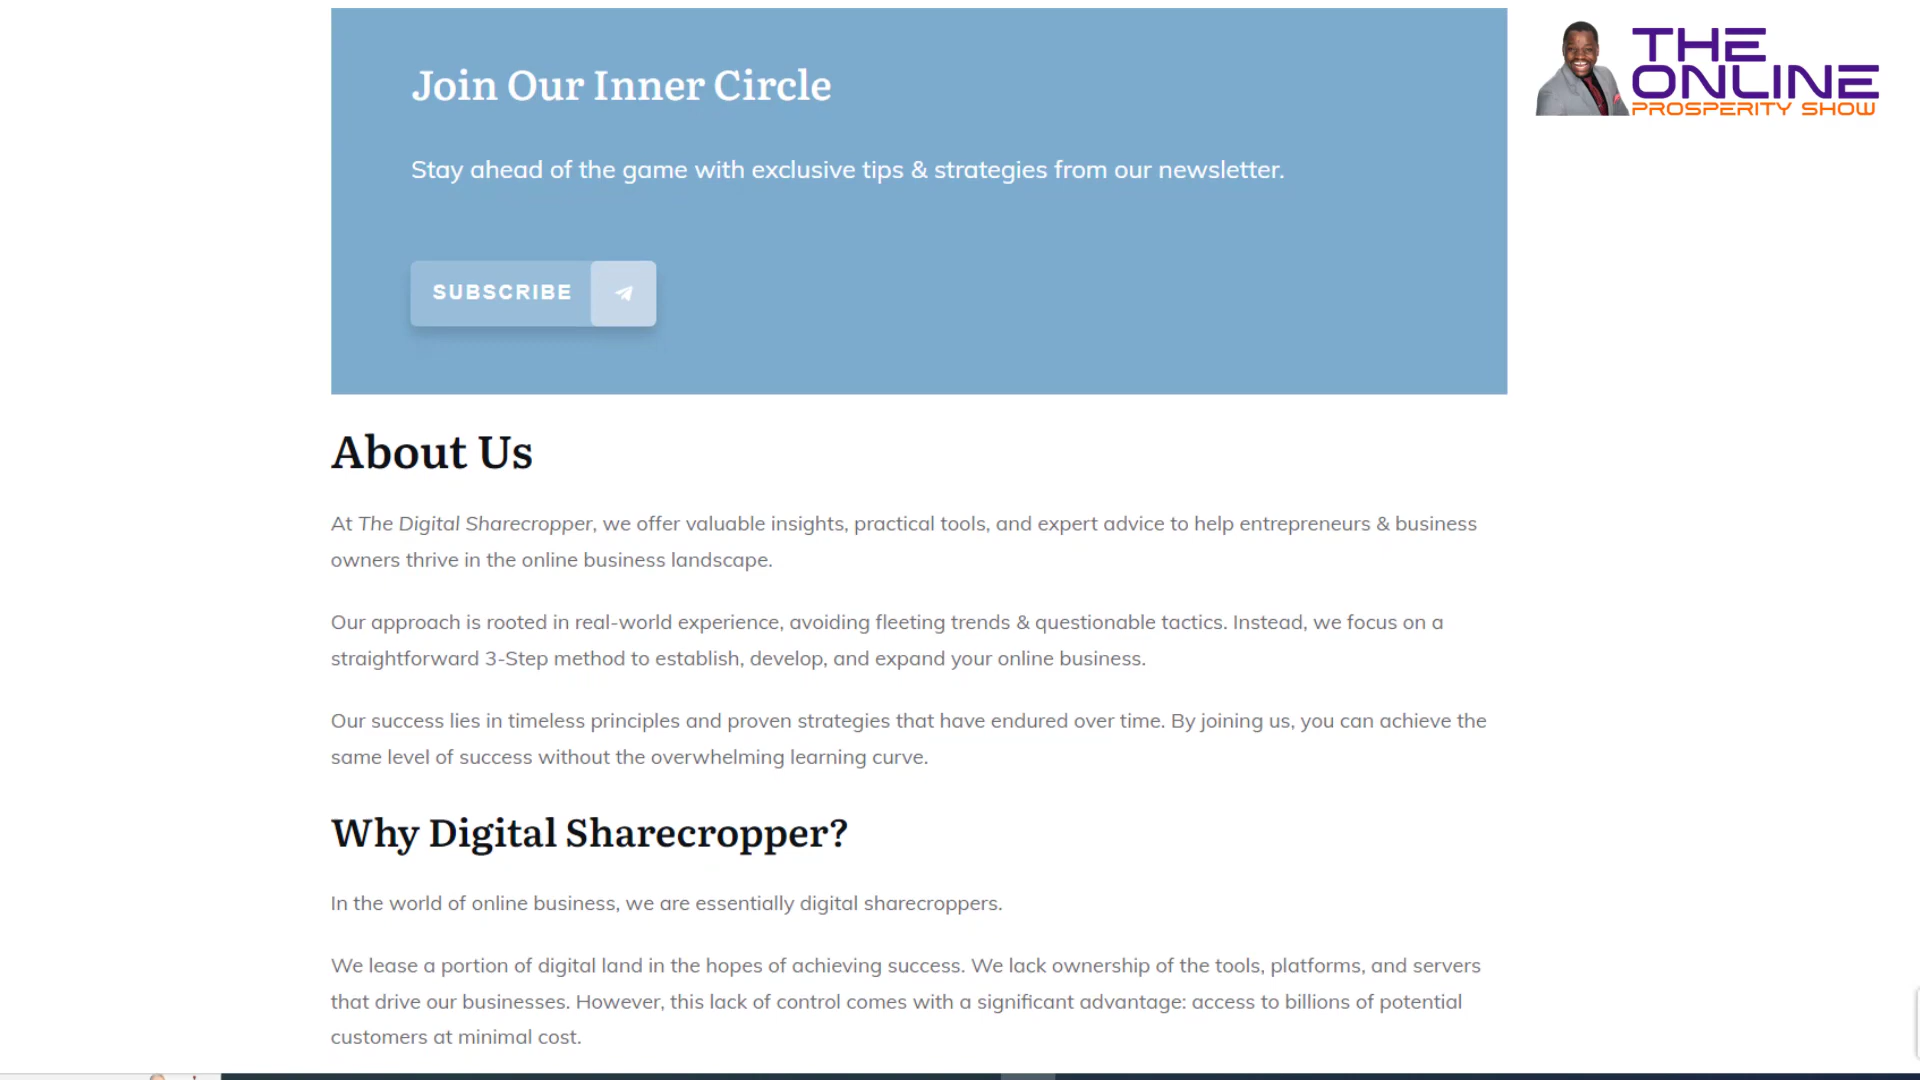 THE
ONLINE
PROSPERITY SHOW
Join Our Inner Circle
Stay ahead of the game with exclusive tips & strategies from our newsletter.
SUBSCRIBE
About Us
At The Digital Sharecropper, we offer valuable insights, practical tools, and expert advice to help entrepreneurs & business
owners thrive in the online business landscape.
Our approach is rooted in real-world experience, avoiding fleeting trends & questionable tactics. Instead, we focus on a
straightforward 3-Step method to establish, develop, and expand your online business.
Our success lies in timeless principles and proven strategies that have endured over time. By joining us, you can achieve the
same level of success without the overwhelming learning curve.
Why Digital Sharecropper?
In the world of online business, we are essentially digital sharecroppers.
We lease a portion of digital land in the hopes of achieving success. We lack ownership of the tools, platforms, and servers
that drive our businesses. However, this lack of control comes with a significant advantage: access to billions of potential
customers at minimal cost.